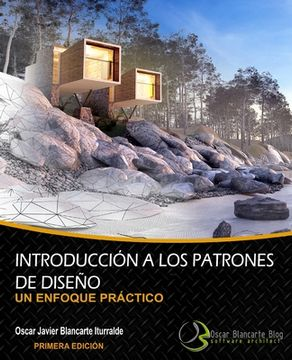 INTRODUCCIÓN A LOS PATRONES
DE DISEÑO
UN ENFOQUE PRÁCTICO
Oscar Javier Blancarte Iturralde
PRIMERA EDICIÓN
Oscar Blancarte Blog
software architect